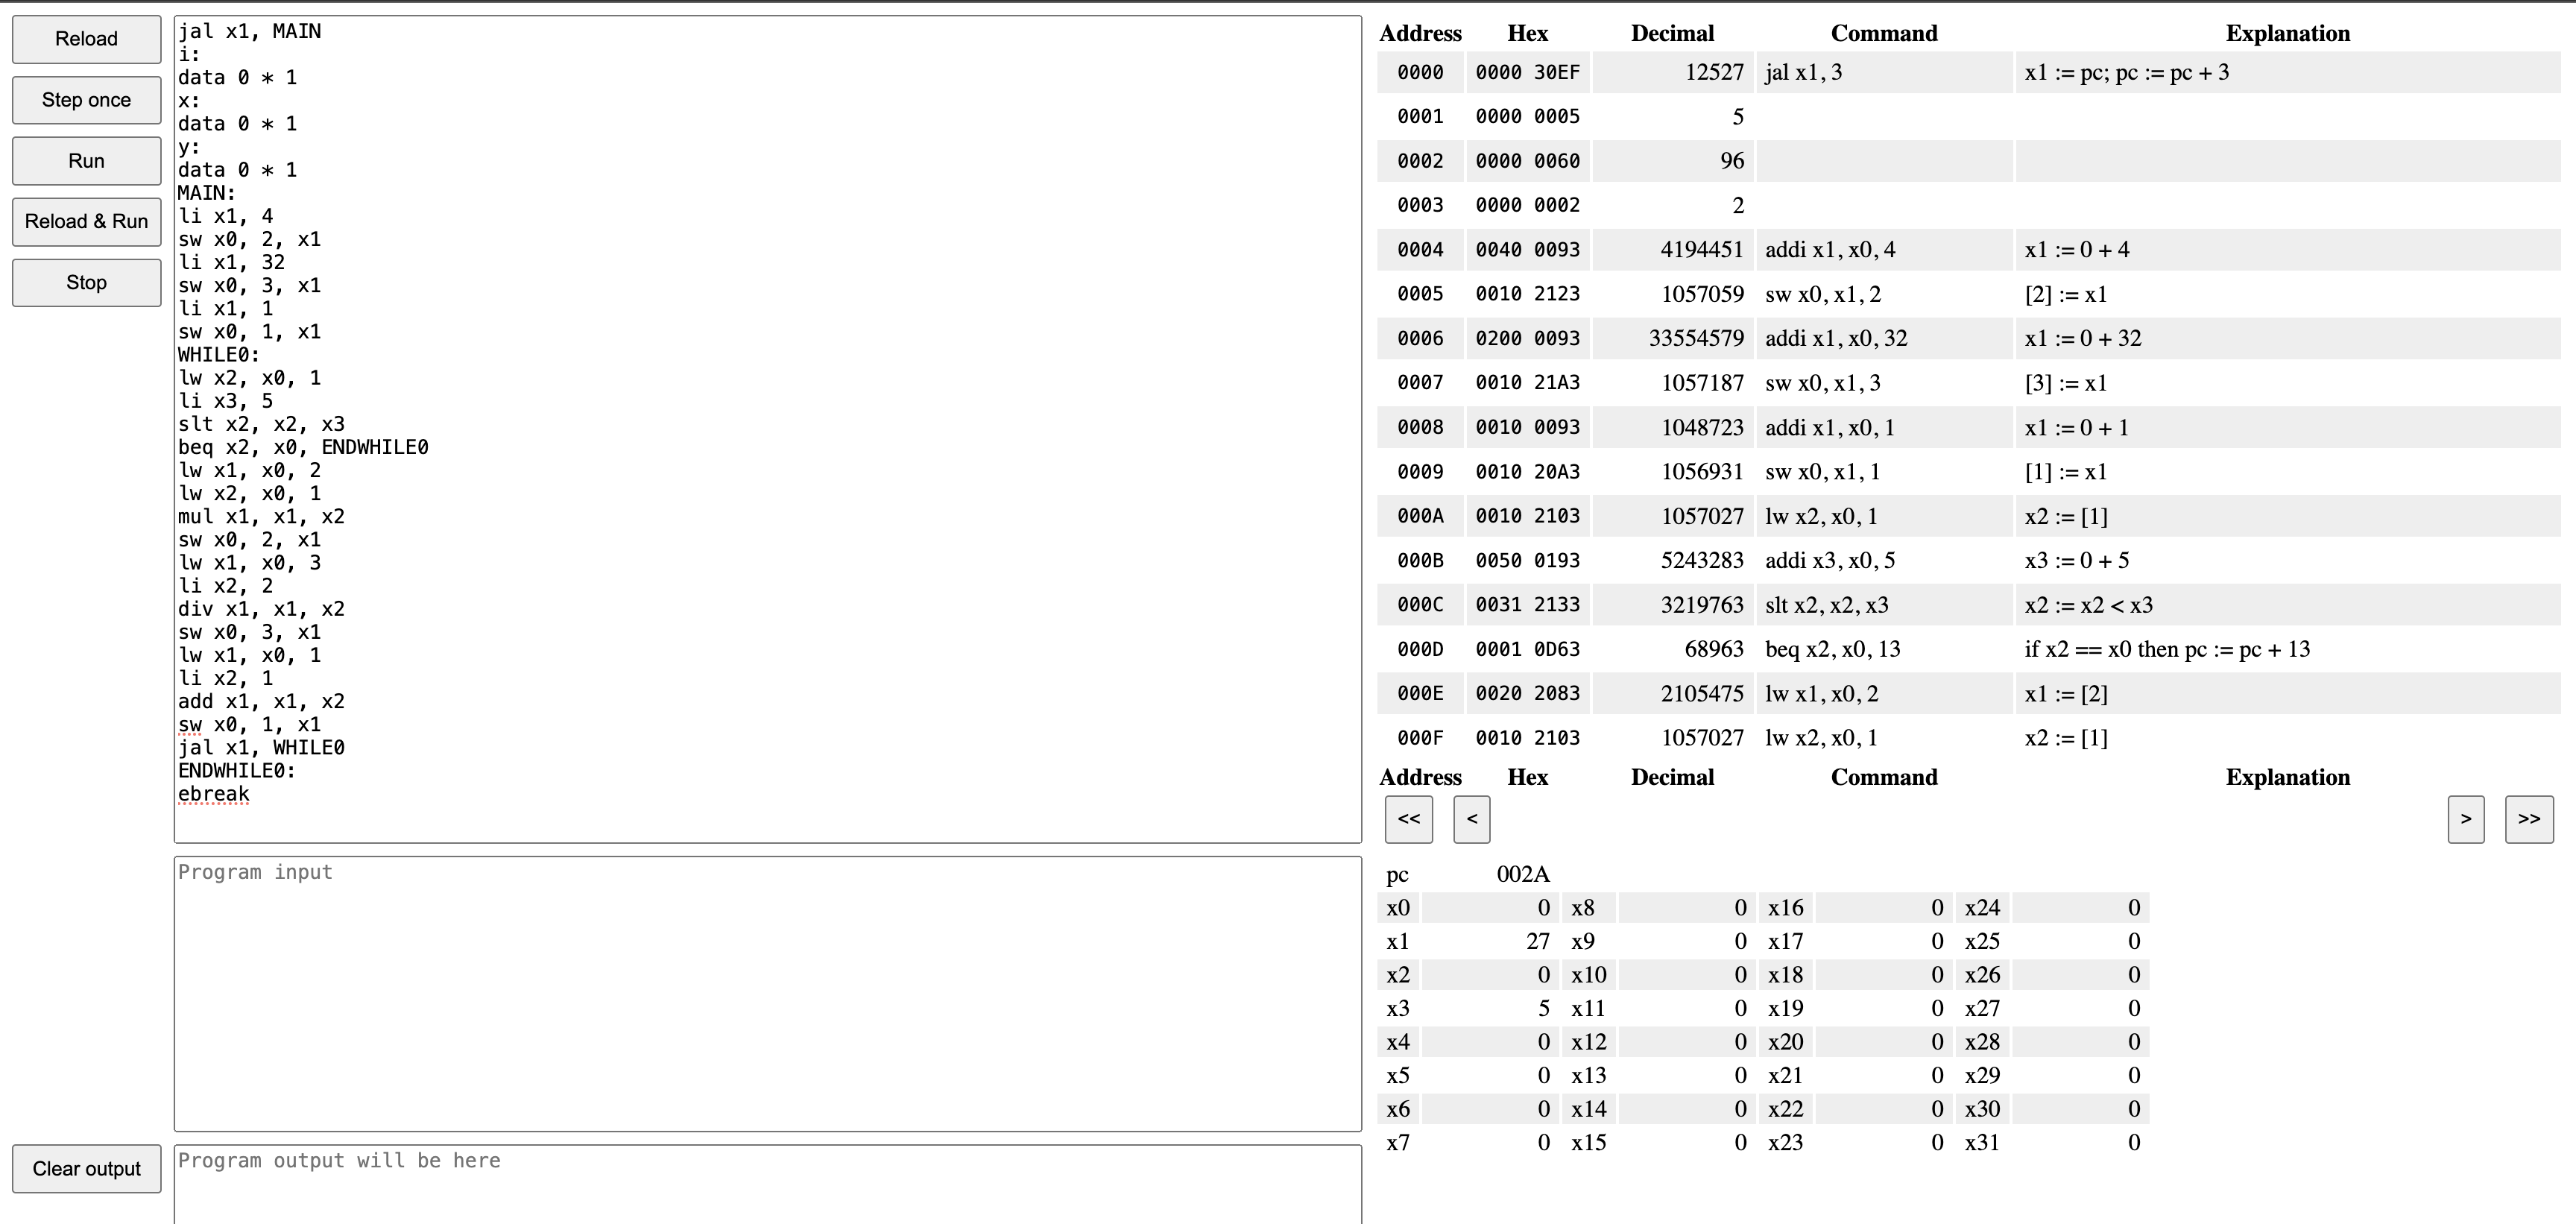 Reload
Step once
Run
Reload & Run
Stop
jal x1, MAIN
i:
data 0 * 1
x:
data 0 * 1
y:
data 0 * 1
MAIN:
li x1, 4
sw x0, 2, x1
li x1, 32
sw x0, 3, x1
li x1, 1
sw x0, 1, x1
WHILE0:
lw x2, x0, 1
li x3, 5
slt x2, x2, x3
beq x2, x0, ENDWHILE0
lw x1, x0, 2
lw x2, x0, 1
mul x1, x1, x2
sw x0, 2, x1
lw x1, x0, 3
li x2, 2
div x1, x1, x2
sw x0, 3, x1
lw x1, x0, 1
li x2, 1
add x1, x1, x2
sw x0, 1, x1
jal x1, WHILE0
ENDWHILE0:
ebreak
Program input
Clear output
Program output will be here
Address Hex Decimal Command Explanation
0000 0000 30EF 12527 jal x1, 3 x1 := pc; pc := pc + 3
0001 0000 0005 5
0002 0000 0060 96
0003 0000 0002 2
0004 0040 0093 4194451 addi x1, x0, 4 x1 := 0 + 4
0005 0010 2123 1057059 sw x0, x1, 2 [2] := x1
0006 0200 0093 33554579 addi x1, x0, 32 x1 := 0 + 32
0007 0010 21A3 1057187 sw x0, x1, 3 [3] := x1
0008 0010 0093 1048723 addi x1, x0, 1 x1 := 0 + 1
0009 0010 20A3 1056931 sw x0, x1, 1 [1] := x1
000A 0010 2103 1057027 lw x2, x0, 1 x2 := [1]
000B 0050 0193 5243283 addi x3, x0, 5 x3 := 0 + 5
000C 0031 2133 3219763 slt x2, x2, x3 x2 := x2 < x3
000D 0001 0D63 68963 beq x2, x0, 13 if x2 == x0 then pc := pc + 13
000E 0020 2083 2105475 lw x1, x0, 2 x1 := [2]
000F 0010 2103 1057027 lw x2, x0, 1 x2 := [1]
Address Hex Decimal Command Explanation
<< < > >>
pc 002A
x0 0 x8 0 x16 0 x24 0
x1 27 x9 0 x17 0 x25 0
x2 0 x10 0 x18 0 x26 0
x3 5 x11 0 x19 0 x27 0
x4 0 x12 0 x20 0 x28 0
x5 0 x13 0 x21 0 x29 0
x6 0 x14 0 x22 0 x30 0
x7 0 x15 0 x23 0 x31 0